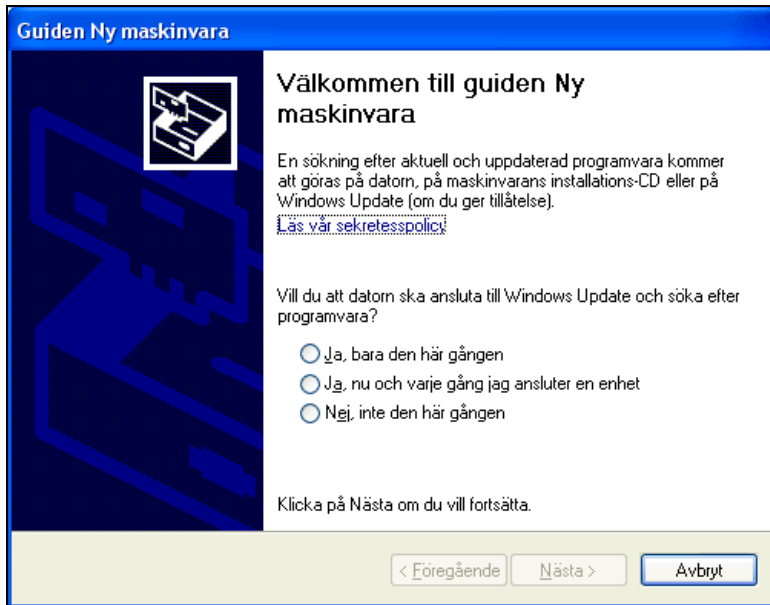 Guiden Ny maskinvara
Välkommen till guiden Ny
maskinvara
En sökning efter aktuell och uppdaterad programvara kommer
att göras på datorn, på maskinvarans installations-CD eller på
Windows Update (om du ger tillåtelse).
Läs vår sekretesspolicy
Vill du att datorn ska ansluta till Windows Update och söka efter
programvara?
Ja, bara den här gången
Ja, nu och varje gång jag ansluter en enhet
Nej, inte den här gången
Klicka på Nästa om du vill fortsätta.
< Föregående Nästa > Avbryt